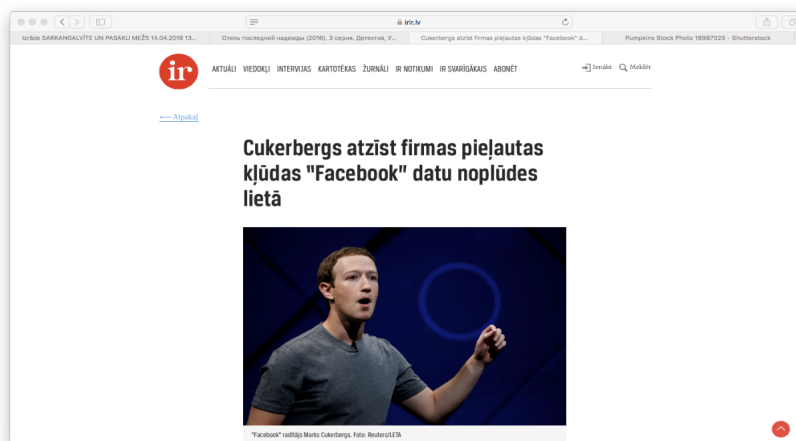 irir.lv
Izrāde SARKANGALVĪTE UN PASAKU MEŽS 14.04.2018 13...
Отель последней надежды (2016). 3 серия. Детектив, У...
Cukerbergs atzīst firmas pieļautas kļūdas "Facebook" d...
Pumpkins Stock Photo 18987025 - Shutterstock
ir
AKTUĀLI VIEDOKĻI INTERVIJAS KARTOTĒKAS ŽURNĀLI IR NOTIKUMI IR SVARĪGĀKAIS ABONĒT
Ienākt Meklēt
⟵ Atpakaļ
Cukerbergs atzīst firmas pieļautas
kļūdas "Facebook" datu noplūdes
lietā
"Facebook" radītājs Marks Cukerbergs. Foto: Reuters/LETA